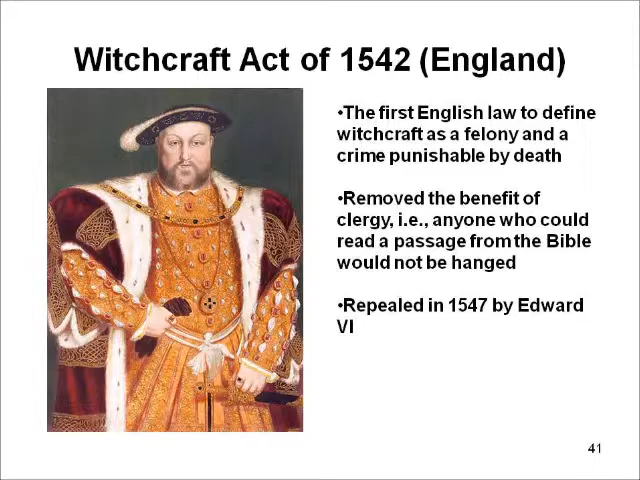 Witchcraft Act of 1542 (England)
•The first English law to define
witchcraft as a felony and a
crime punishable by death
•Removed the benefit of
clergy, i.e., anyone who could
read a passage from the Bible
would not be hanged
•Repealed in 1547 by Edward
VI
41